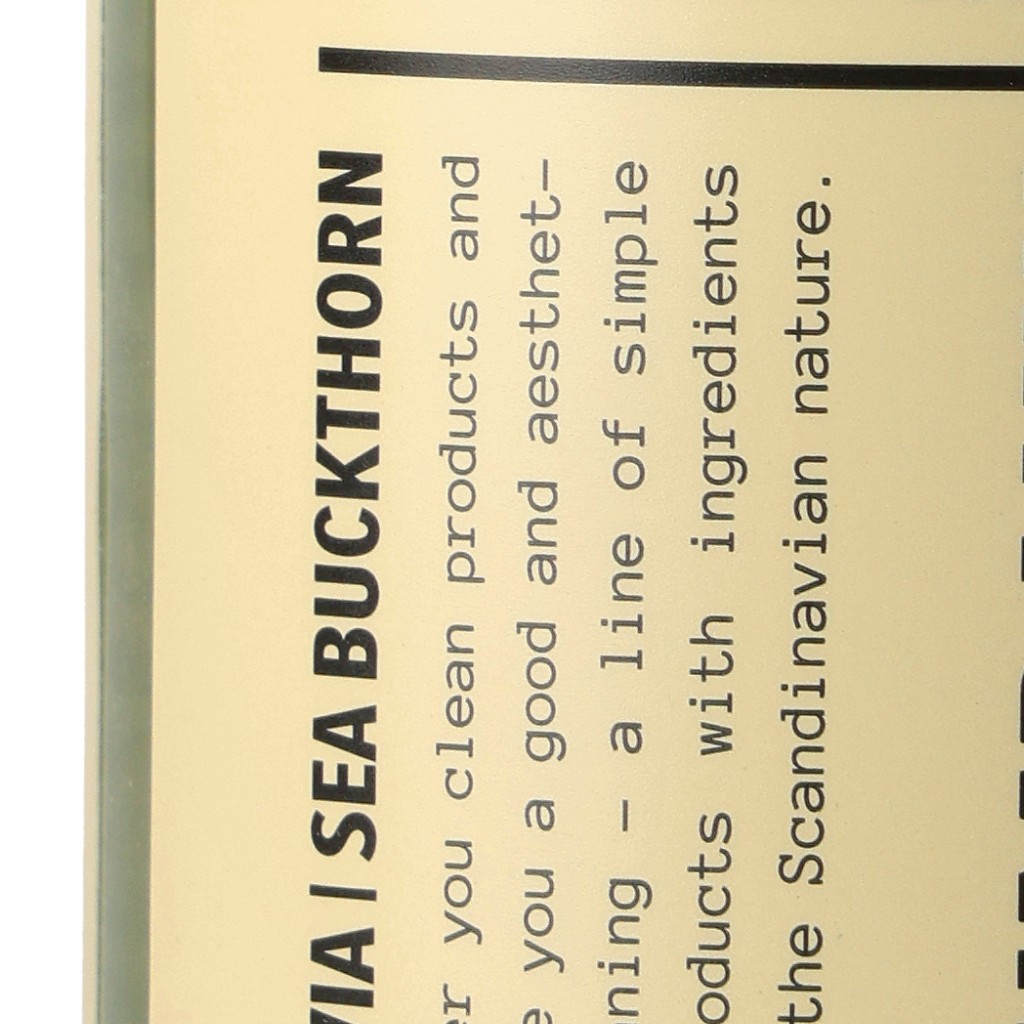 VIA | SEA BUCKTHORN
er you clean products and
e you a good and aesthet-
ning - a line of simple
oducts with ingredients
the Scandinavian nature.